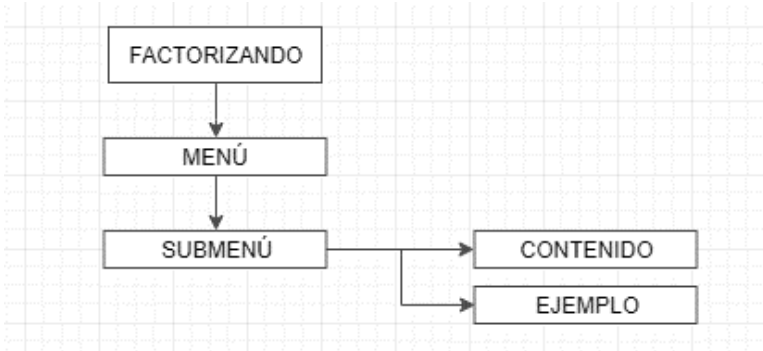 FACTORIZANDO
MENÚ
SUBMENÚ
CONTENIDO
EJEMPLO